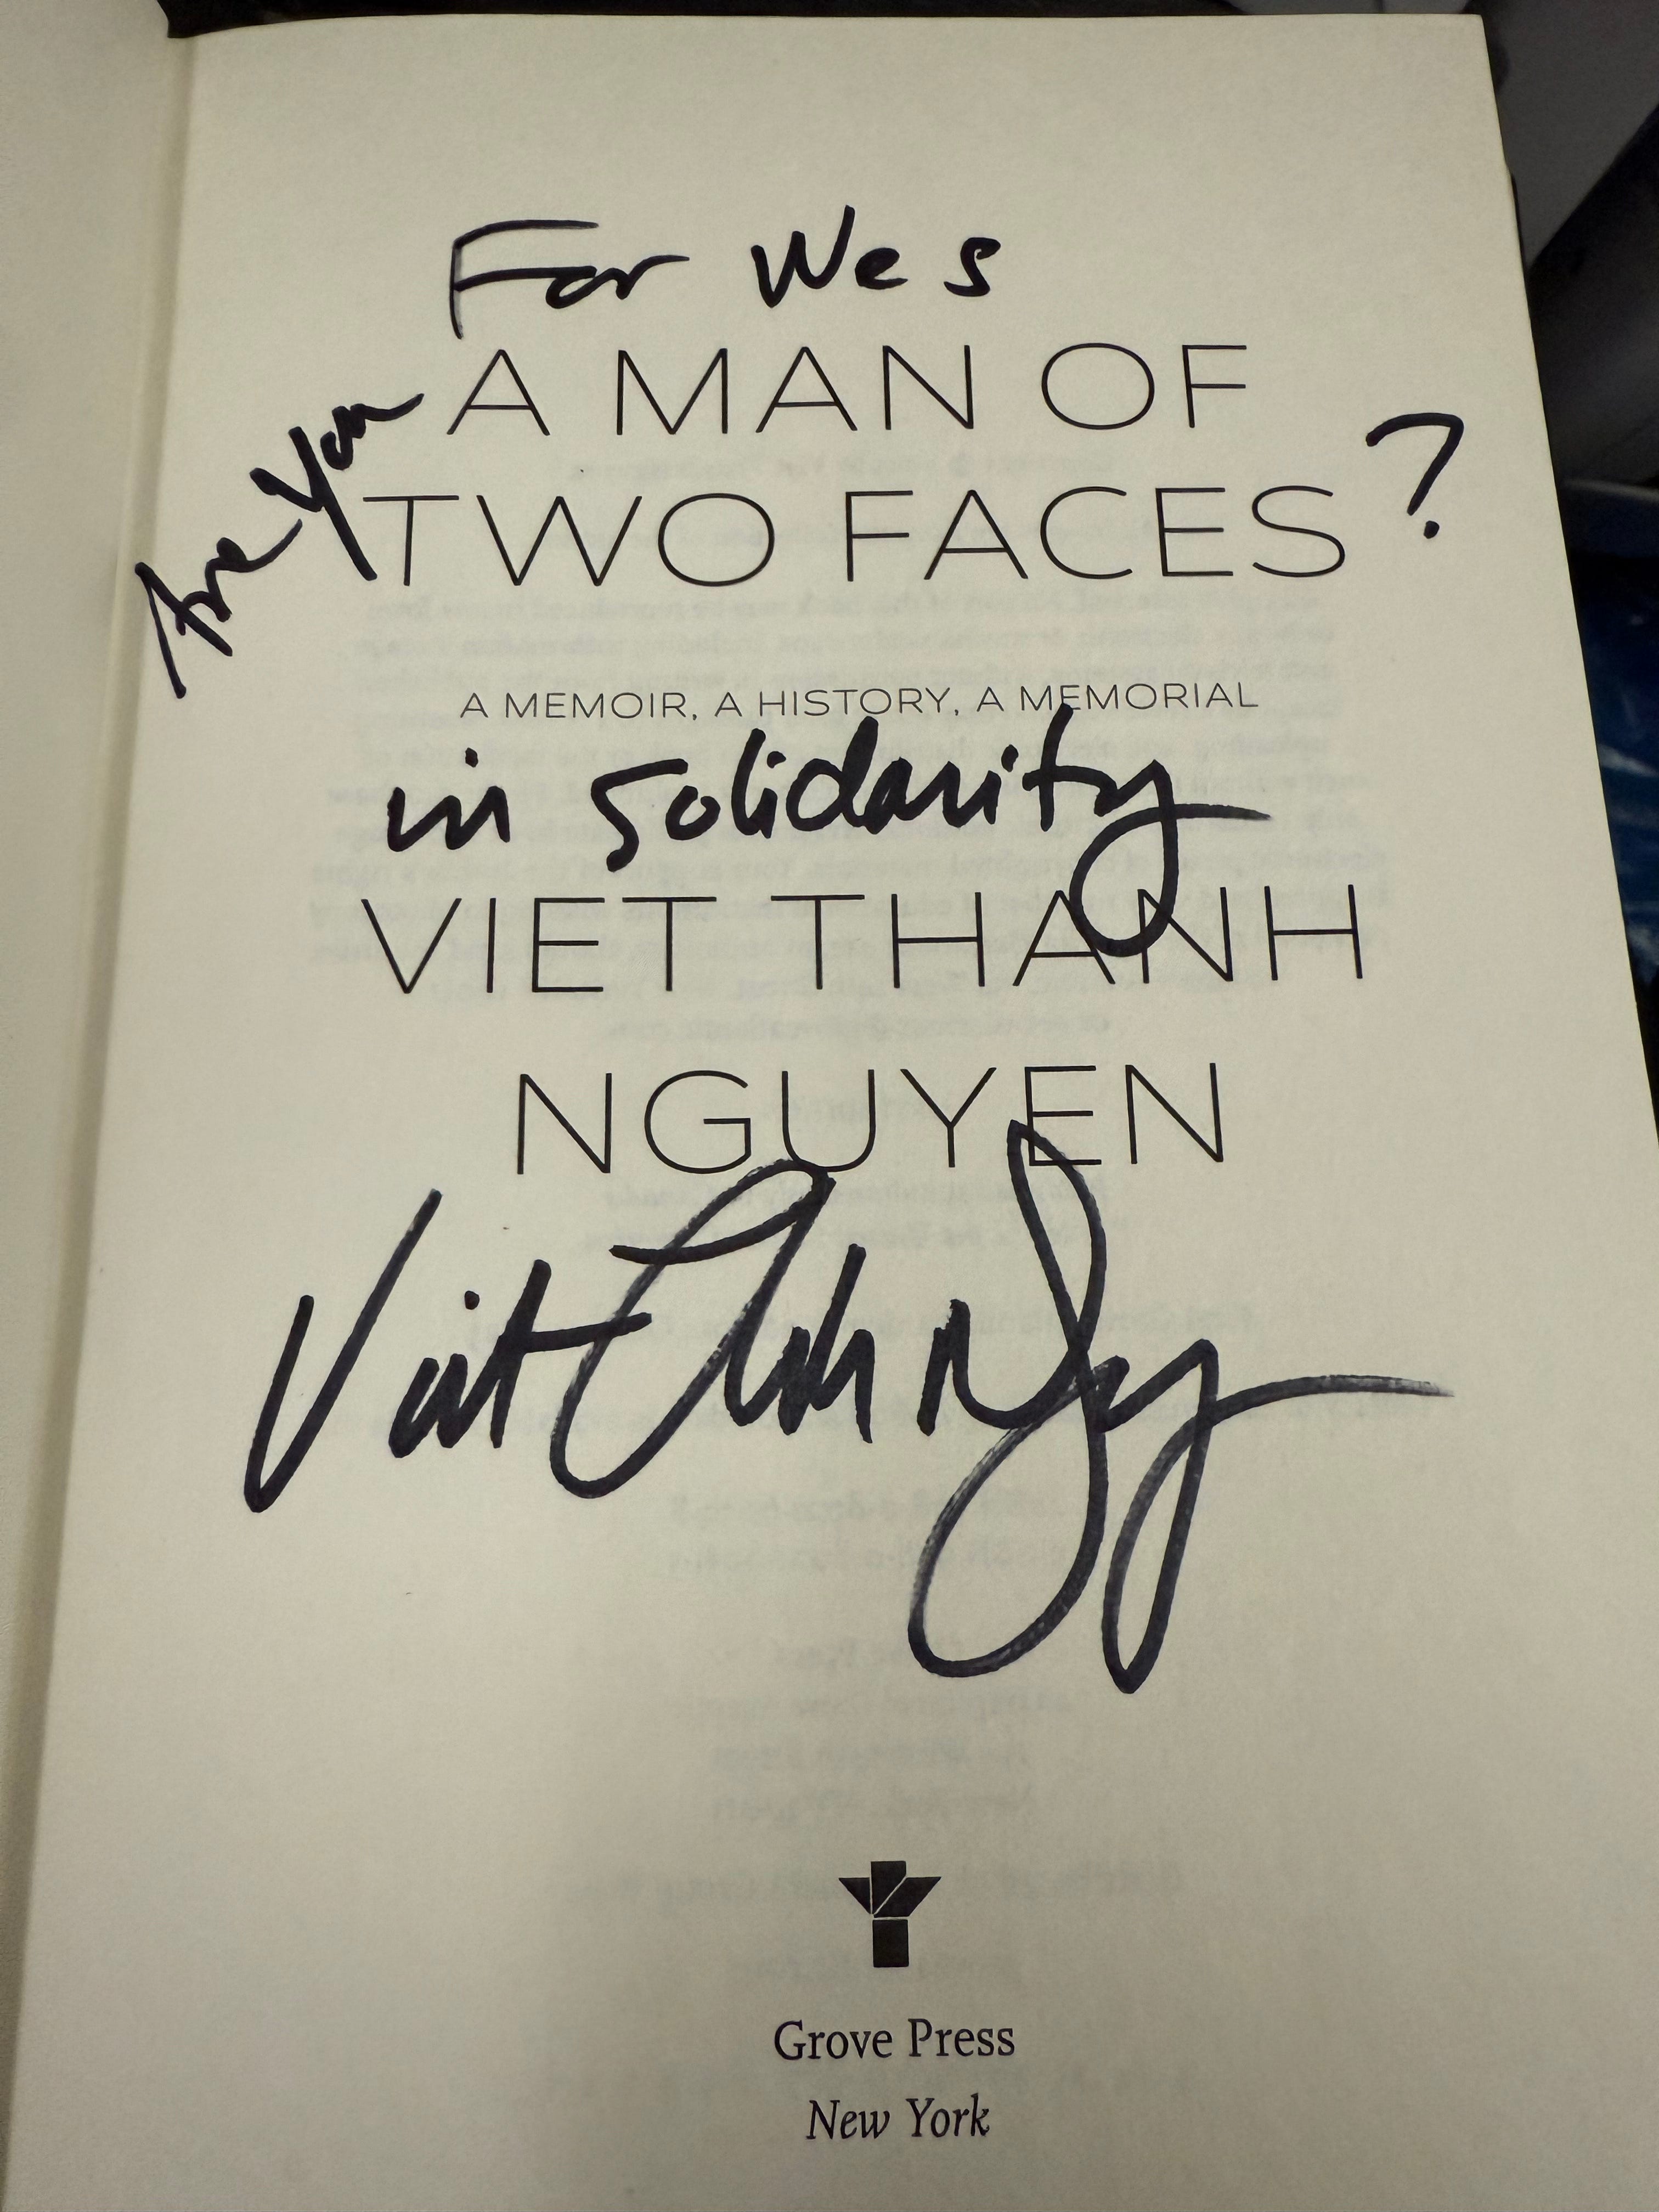 For Wes
Are You
A MAN OF
TWO FACES
?
A MEMOIR, A HISTORY, A MEMORIAL
in solidarity
VIET THANH
NGUYEN
Viet Thanh Ng
Grove Press
New York